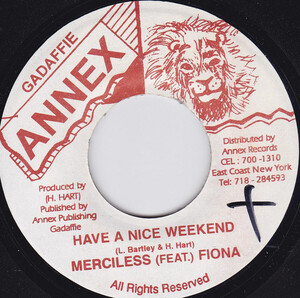 GADAFFIE
ANNEX
Distributed by
Annex Records
CEL : 700 -1310
East Coast New York
Tel: 718 - 284593
Produced by
(H. HART)
Published by
Annex Publishing
Gadaffie
HAVE A NICE WEEKEND
(L. Bartley & H. Hart)
MERCILESS (FEAT.) FIONA
All Rights Reserved